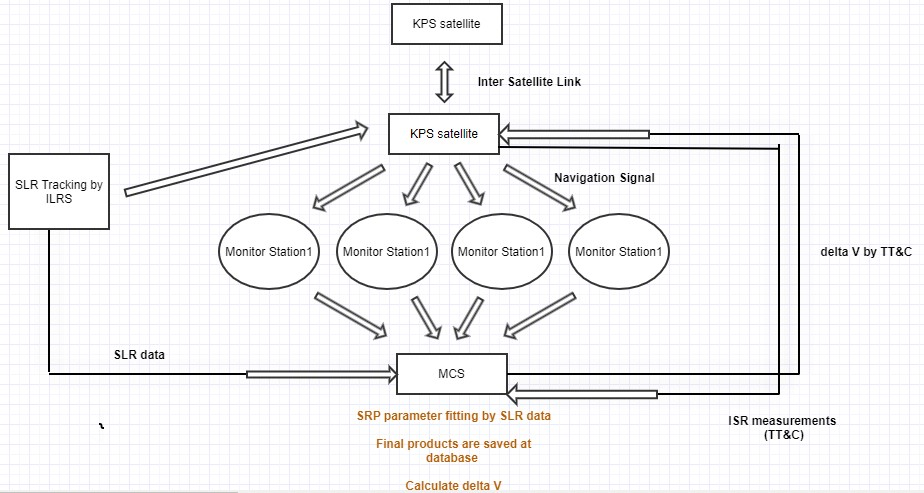 KPS satellite
Inter Satellite Link
KPS satellite
SLR Tracking by
ILRS
Navigation Signal
Monitor Station1
Monitor Station1
Monitor Station1
Monitor Station1
delta V by TT&C
SLR data
MCS
SRP parameter fitting by SLR data
ISR measurements
(TT&C)
Final products are saved at
database
Calculate delta V